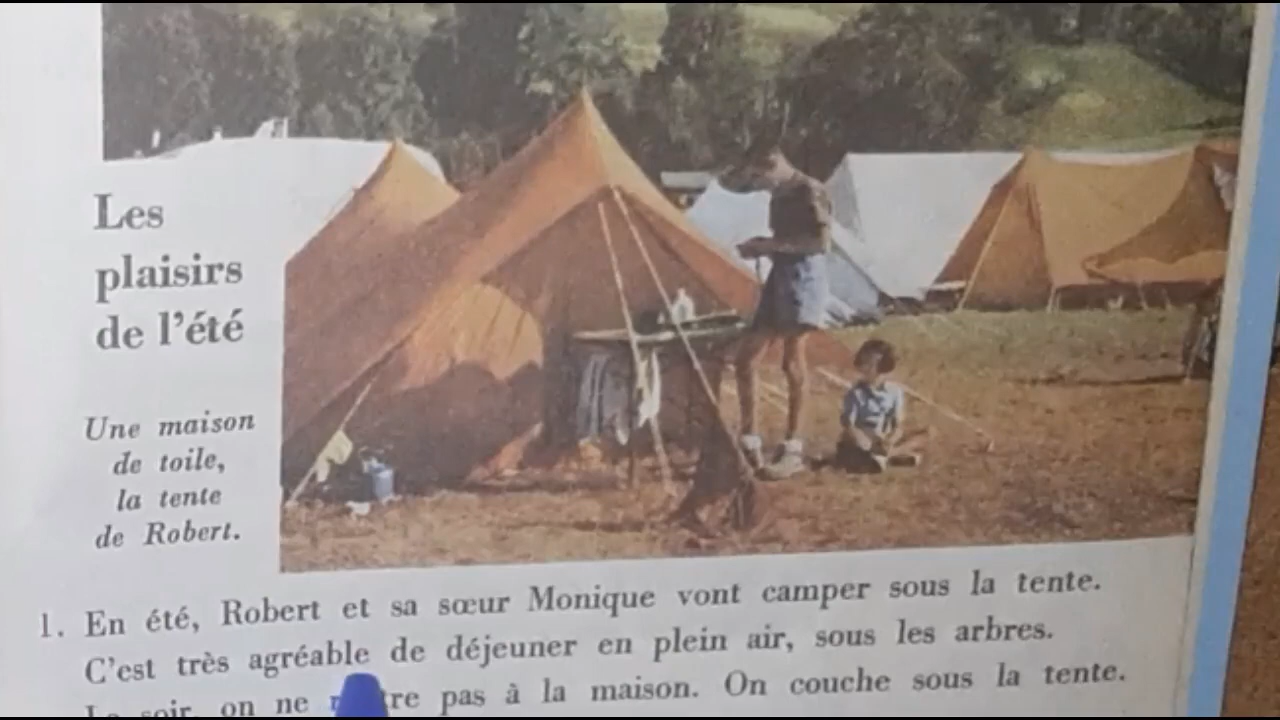 Les
plaisirs
de l'été
Une maison
de toile,
la tente
de Robert.
1. En été, Robert et sa sœur Monique vont camper sous la tente.
C'est très agréable de déjeuner en plein air, sous les arbres.
soir, on ne pas à la maison. On couche sous la tente.